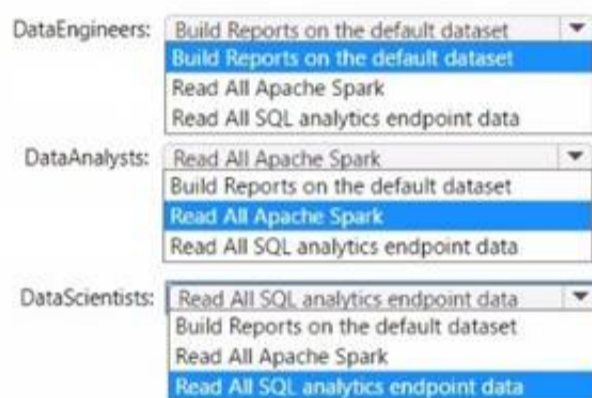 DataEngineers: Build Reports on the default dataset
Build Reports on the default dataset
Read All Apache Spark
Read All SQL analytics endpoint data
DataAnalysts: Read All Apache Spark
Build Reports on the default dataset
Read All Apache Spark
Read All SQL analytics endpoint data
DataScientists: Read All SQL analytics endpoint data
Build Reports on the default dataset
Read All Apache Spark
Read All SQL analytics endpoint data